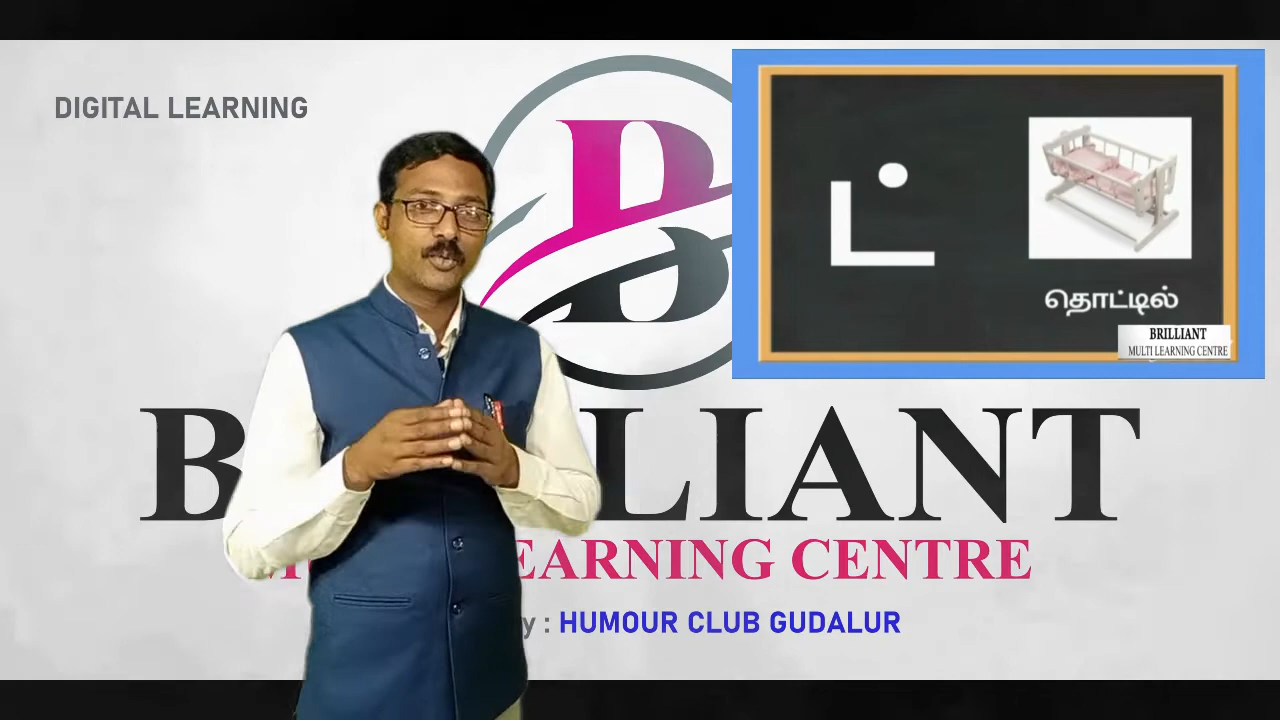 DIGITAL LEARNING
B
ட்
தொட்டில்
BRILLIANT
MULTI LEARNING CENTRE
B LIANT
EARNING CENTRE
y : HUMOUR CLUB GUDALUR